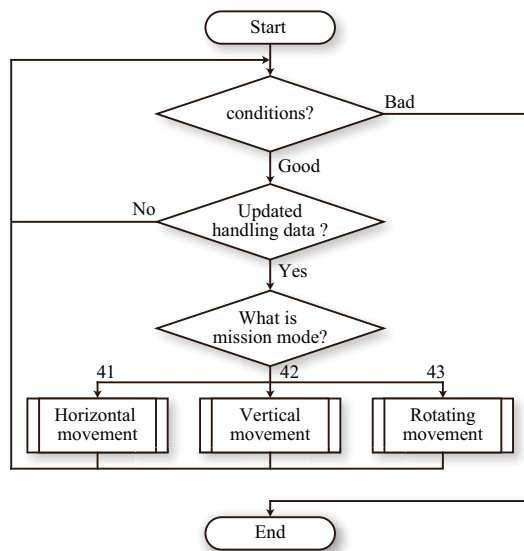 Start
conditions?
Bad
Good
No
Updated
handling data ?
Yes
What is
mission mode?
41
42
43
Horizontal
movement
Vertical
movement
Rotating
movement
End